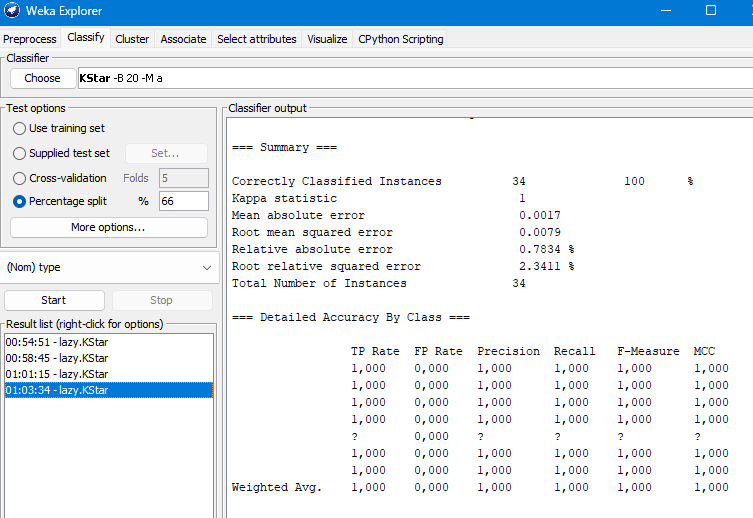 Weka Explorer
Preprocess Classify Cluster Associate Select attributes Visualize CPython Scripting
Classifier
Choose KStar -B 20 -M a
Test options
Use training set
Supplied test set Set...
Cross-validation Folds 5
Percentage split % 66
More options...
(Nom) type
Start Stop
Result list (right-click for options)
00:54:51 - lazy.KStar
00:58:45 - lazy.KStar
01:01:15 - lazy.KStar
01:03:34 - lazy.KStar
Classifier output
=== Summary ===
Correctly Classified Instances 34 100 %
Kappa statistic 1
Mean absolute error 0.0017
Root mean squared error 0.0079
Relative absolute error 0.7834 %
Root relative squared error 2.3411 %
Total Number of Instances 34
=== Detailed Accuracy By Class ===
TP Rate FP Rate Precision Recall F-Measure MCC
1,000 0,000 1,000 1,000 1,000 1,000
1,000 0,000 1,000 1,000 1,000 1,000
1,000 0,000 1,000 1,000 1,000 1,000
1,000 0,000 1,000 1,000 1,000 1,000
? 0,000 ? ? ? ?
1,000 0,000 1,000 1,000 1,000 1,000
1,000 0,000 1,000 1,000 1,000 1,000
Weighted Avg. 1,000 0,000 1,000 1,000 1,000 1,000